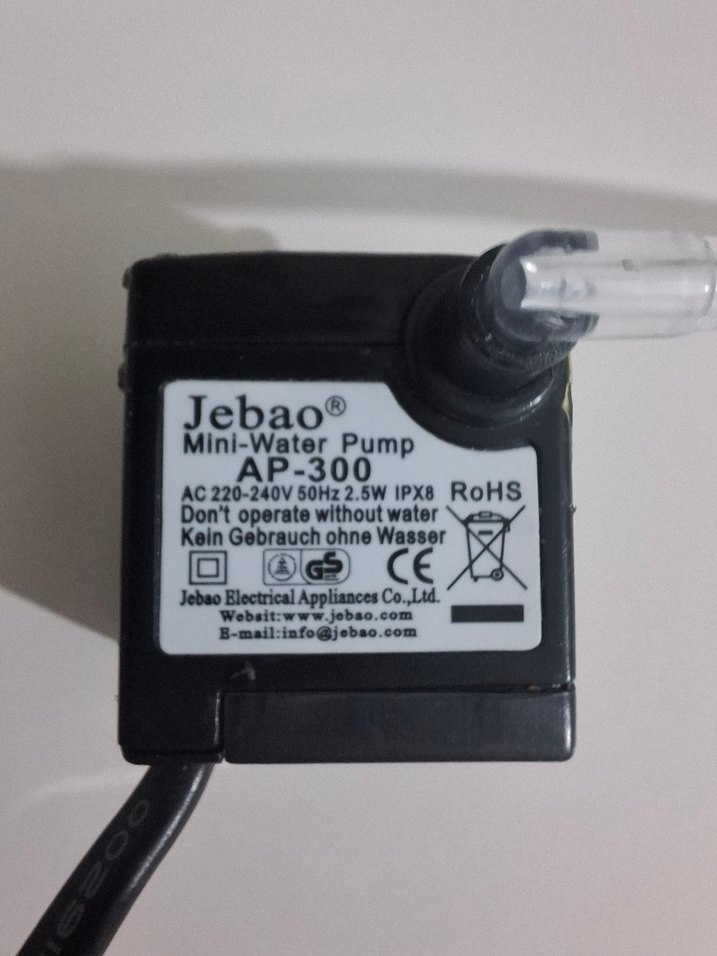 Jebao®
Mini-Water Pump
AP-300
AC 220-240V 50Hz 2.5W IPX8 RoHS
Don't operate without water
Kein Gebrauch ohne Wasser
GS CE
Jebao Electrical Appliances Co.,Ltd.
Websit:www.jebao.com
E-mail:info@jebao.com